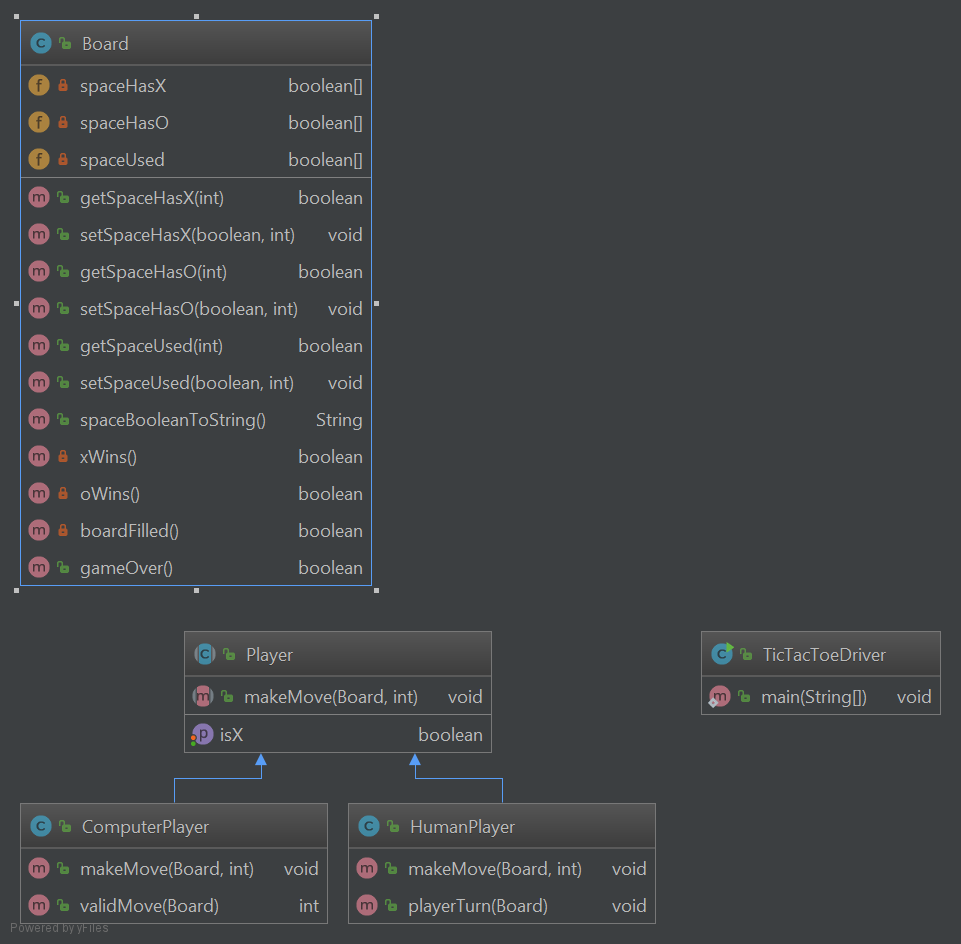 Board
spaceHasX boolean[]
spaceHasO boolean[]
spaceUsed boolean[]
getSpaceHasX(int) boolean
setSpaceHasX(boolean, int) void
getSpaceHasO(int) boolean
setSpaceHasO(boolean, int) void
getSpaceUsed(int) boolean
setSpaceUsed(boolean, int) void
spaceBooleanToString() String
xWins() boolean
oWins() boolean
boardFilled() boolean
gameOver() boolean
Player
makeMove(Board, int) void
isX boolean
TicTacToeDriver
main(String[]) void
ComputerPlayer
makeMove(Board, int) void
validMove(Board) int
HumanPlayer
makeMove(Board, int) void
playerTurn(Board) void
Powered by yFiles